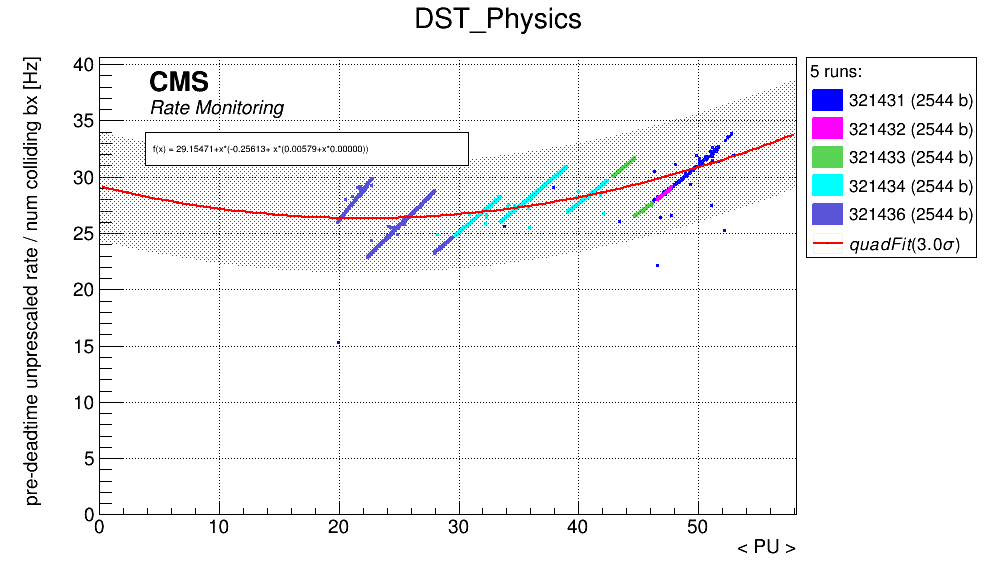 DST_Physics
pre-deadtime unprescaled rate / num colliding bx [Hz]
40
35
30
25
20
15
10
5
0
CMS
Rate Monitoring
f(x) = 29.15471+x*(-0.25613+ x*(0.00579+x*0.00000))
0 10 20 30 40 50
< PU >
5 runs:
321431 (2544 b)
321432 (2544 b)
321433 (2544 b)
321434 (2544 b)
321436 (2544 b)
quadFit(3.0σ)